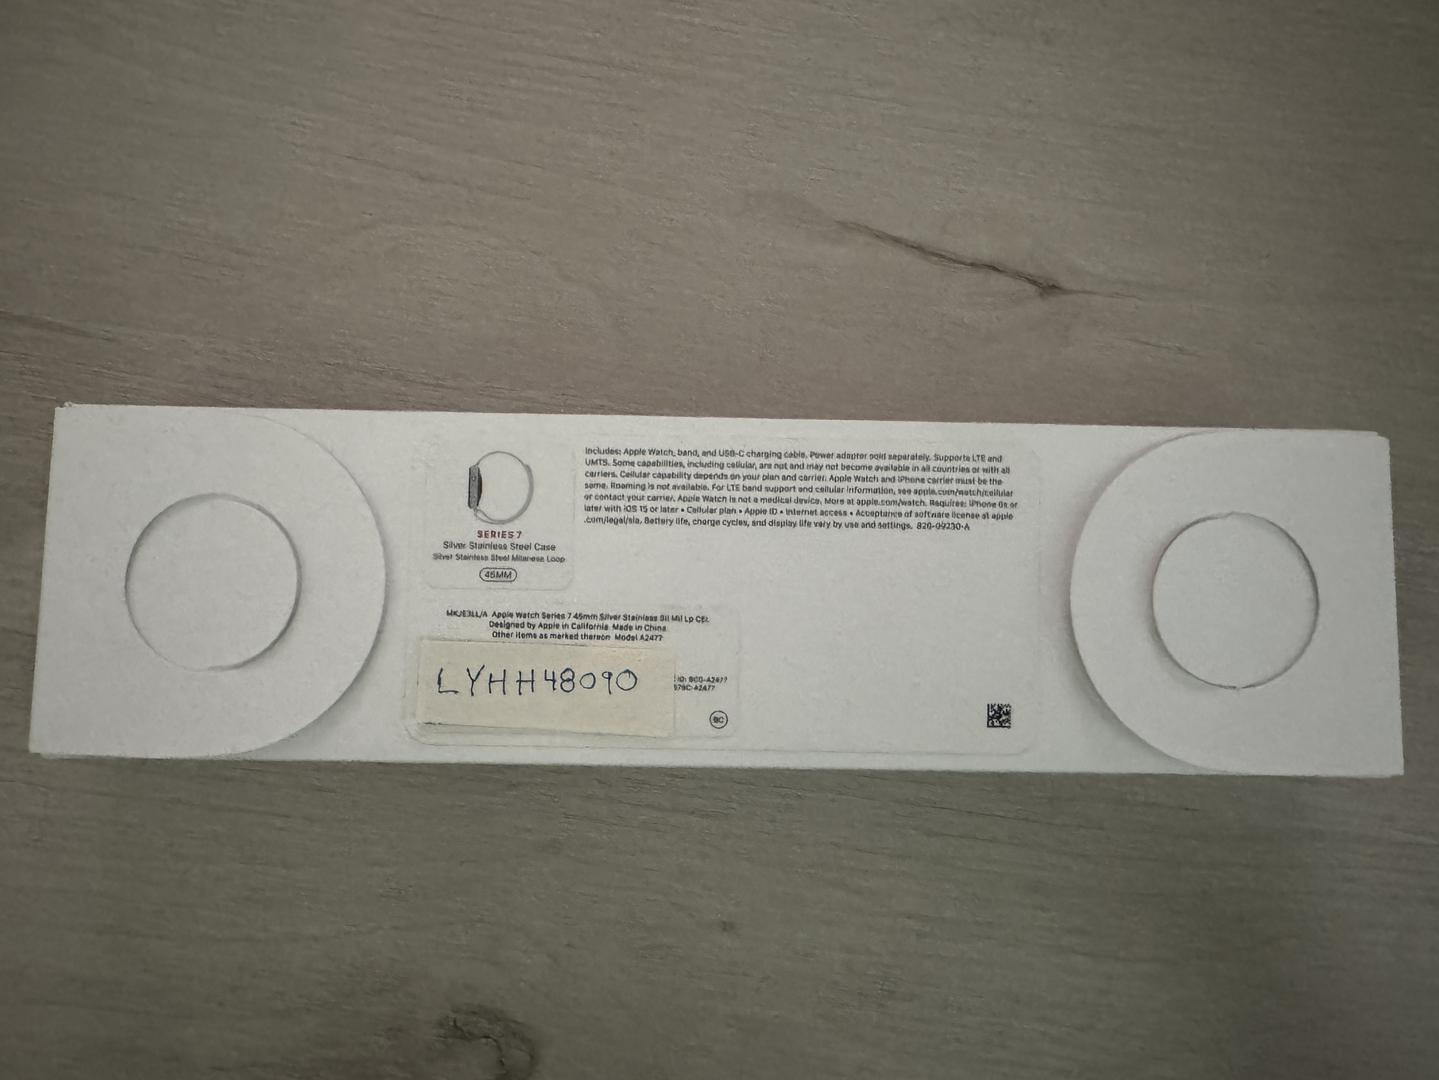 SERIES 7
Silver Stainless Steel Case
Silver Stainless Steel Milanese Loop
45MM
Includes: Apple Watch, band, and USB-C charging cable. Power adapter sold separately. Supports LTE and
UMTS. Some capabilities, including cellular, are not and may not become available in all countries or with all
carriers. Cellular capability depends on your plan and carrier. Apple Watch and iPhone carrier must be the
same. Roaming is not available. For LTE band support and cellular information, see apple.com/watch/cellular
or contact your carrier. Apple Watch is not a medical device. More at apple.com/watch. Requires: iPhone 6s or
later with iOS 15 or later • Cellular plan • Apple ID • Internet access • Acceptance of software license at apple
.com/legal/sla. Battery life, charge cycles, and display life vary by use and settings. 820-09230-A
MKJE3LL/A Apple Watch Series 7 45mm Silver Stainless Stl Mil Lp CEL
Designed by Apple in California Made in China
Other items as marked thereon Model A2477
LYHH48090
ID: BCG-A2477
579C-A2477
BC